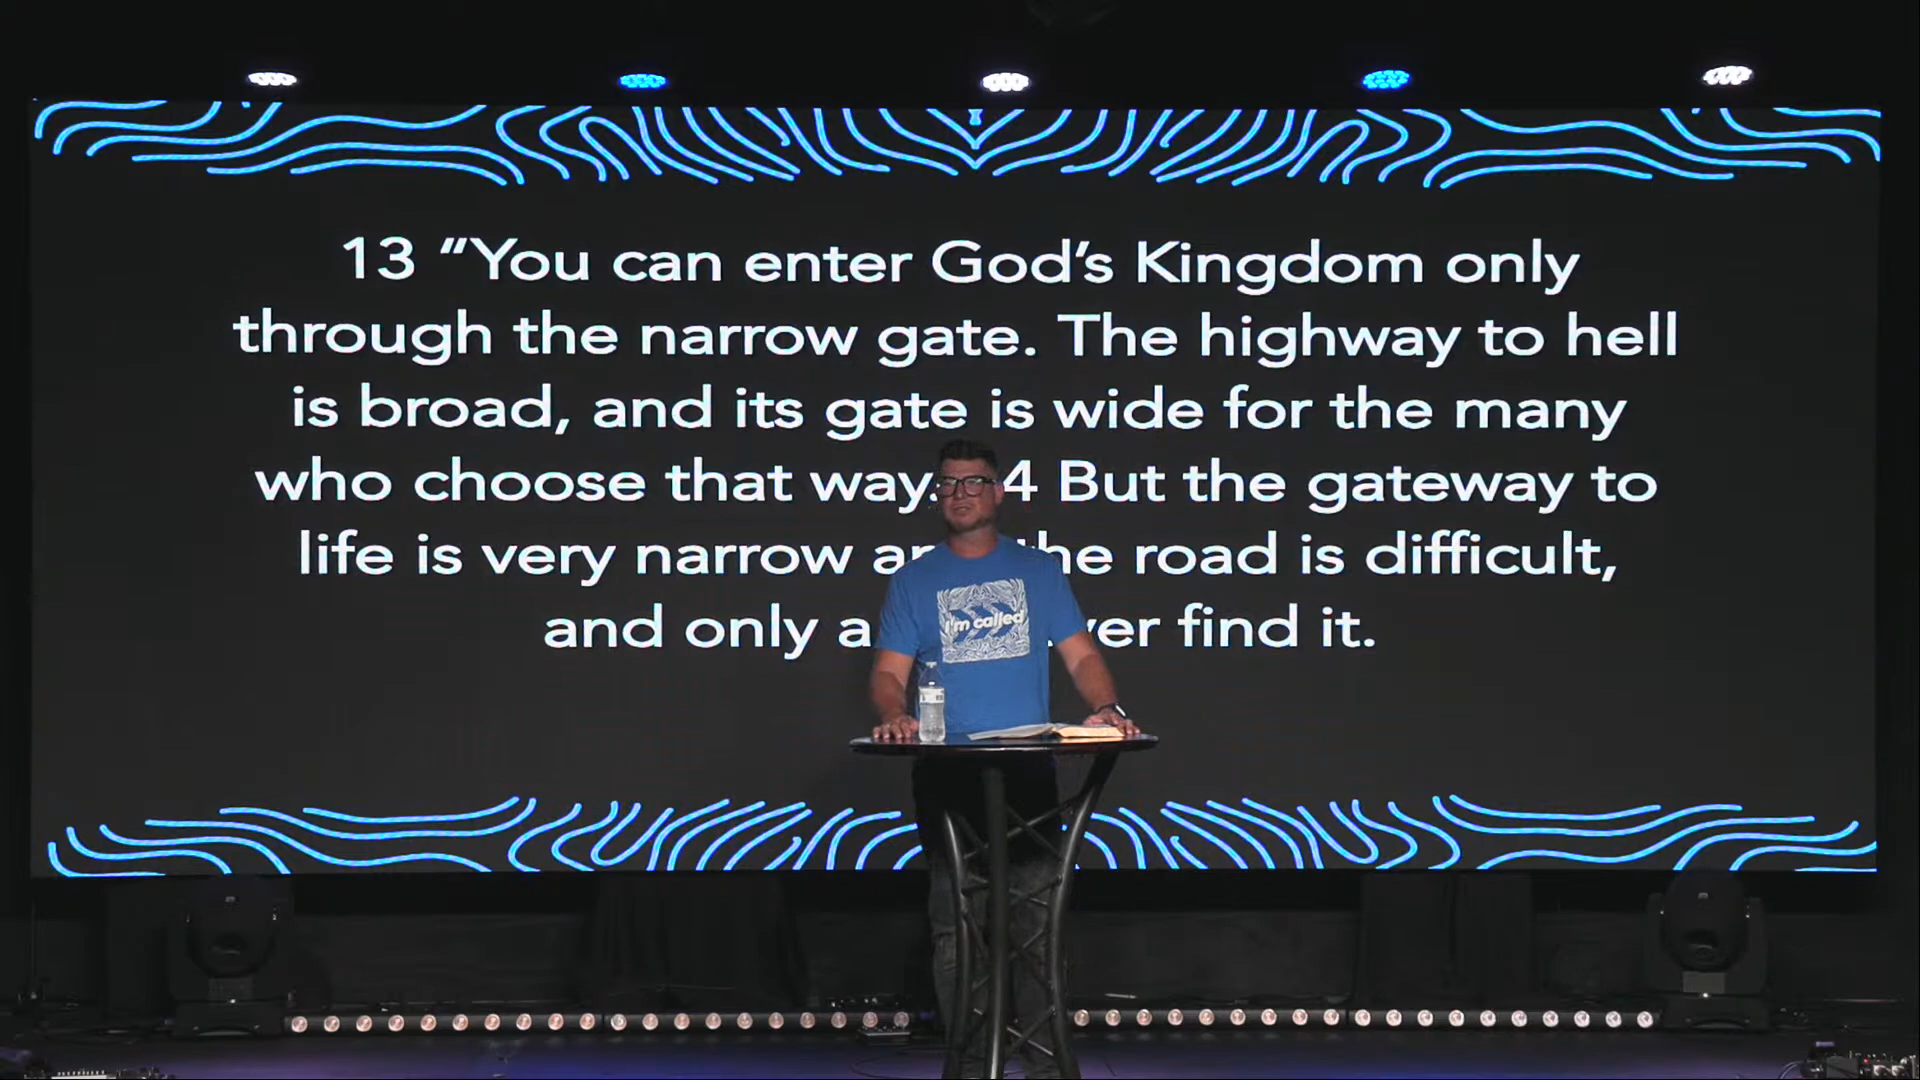 13 “You can enter God’s Kingdom only
through the narrow gate. The highway to hell
is broad, and its gate is wide for the many
who choose that way. 4 But the gateway to
life is very narrow the road is difficult,
and only find it.
I'm called